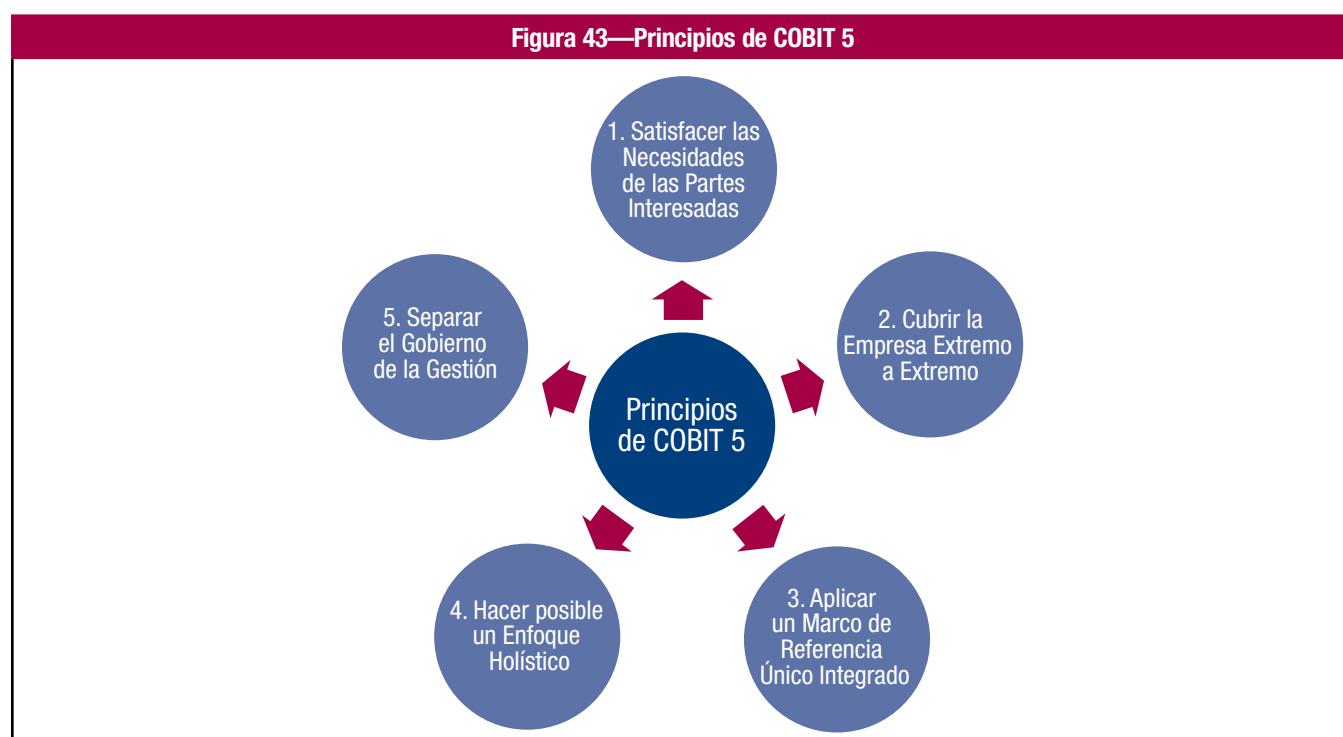 Figura 43—Principios de COBIT 5
1. Satisfacer las
Necesidades
de las Partes
Interesadas
2. Cubrir la
Empresa Extremo
a Extremo
3. Aplicar
un Marco de
Referencia
Único Integrado
4. Hacer posible
un Enfoque
Holístico
5. Separar
el Gobierno
de la Gestión
Principios
de COBIT 5